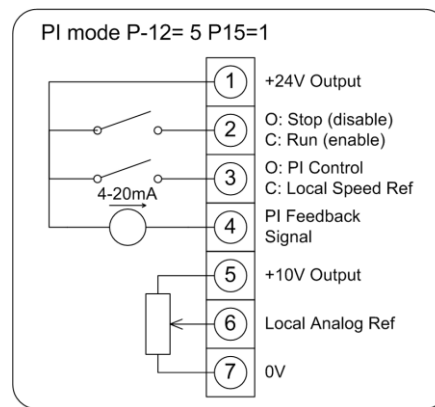 PI mode P-12= 5 P15=1
1 +24V Output
2 O: Stop (disable)
C: Run (enable)
3 O: PI Control
C: Local Speed Ref
4-20mA
4 PI Feedback
Signal
5 +10V Output
6 Local Analog Ref
7 0V